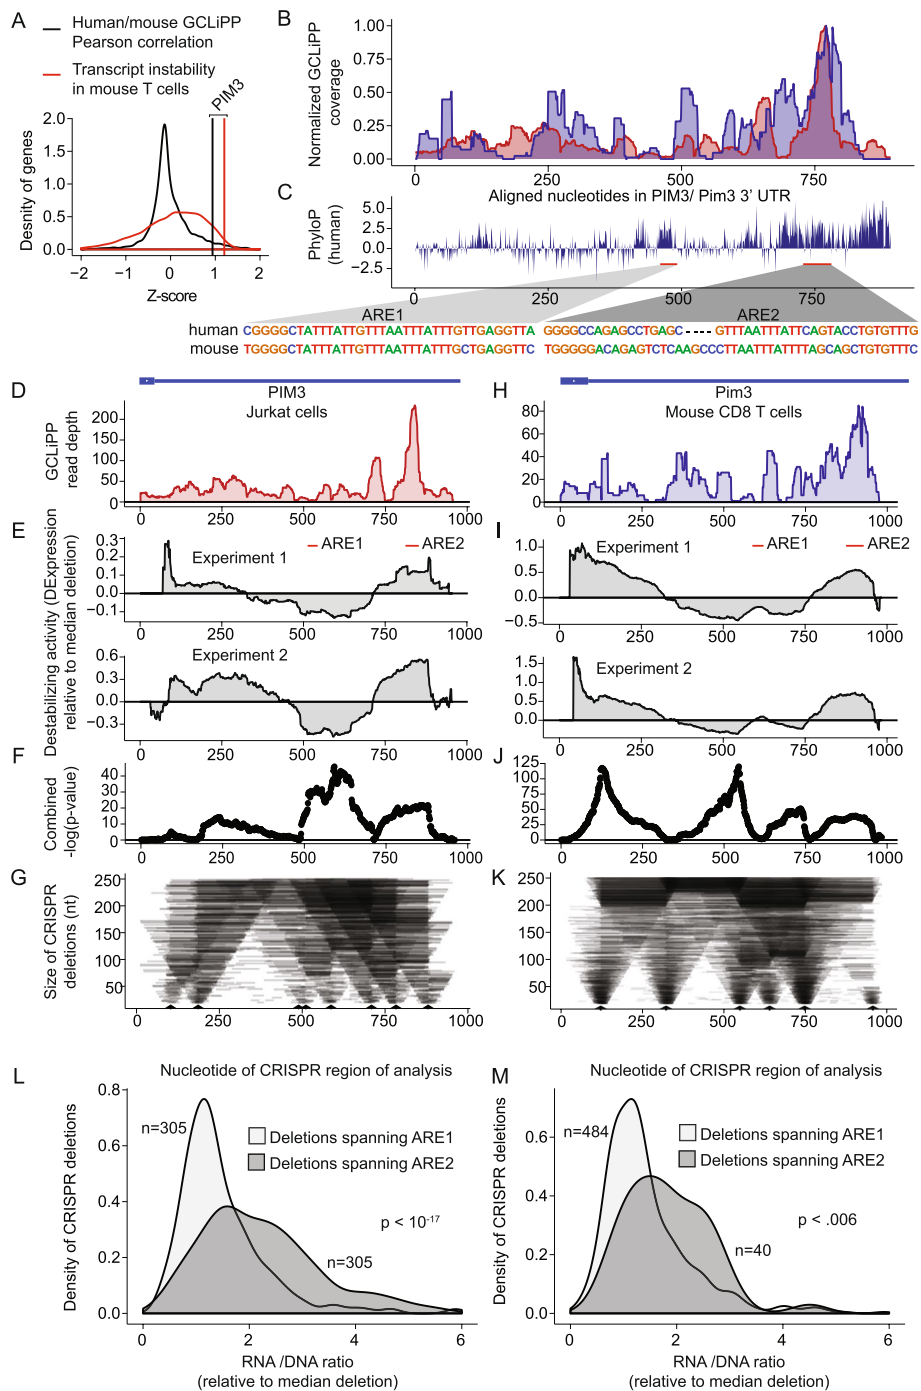 A
Human/mouse GCLiPP
Pearson correlation
Transcript instability
in mouse T cells
PIM3
Desnity of genes
2.0
1.5
1.0
0.5
0.0
−2 −1 0 1 2
Z-score
B
Normalized GCLiPP
coverage
1.00
0.75
0.50
0.25
0.00
0 250 500 750
Aligned nucleotides in PIM3/ Pim3 3' UTR
C
PhyloP
(human)
5.0
2.5
0.0
−2.5
0 250 500 750
ARE1 ARE2
human CGGGGCTATTTATTGTTTAATTTATTTGTTGAGGTTA GGGGCCAGAGCCTGAGC----GTTTAATTTATTCAGTACCTGTGTTTG
mouse TGGGGCTATTTATTGTTTAATTTATTTGCTGAGGTTC TGGGGGACAGAGTCTCAAGCCCTTAATTTATTTTAGCAGCTGTGTTTC
D
PIM3
Jurkat cells
GCLiPP
read depth
200
150
100
50
0
0 250 500 750 1000
H
Pim3
Mouse CD8 T cells
80
60
40
20
0
0 250 500 750 1000
E
Destabilizing activity (DExpression
relative to median deletion)
Experiment 1
ARE1 ARE2
0.3
0.2
0.1
0.0
−0.1
0 250 500 750 1000
Experiment 2
0.6
0.3
0.0
−0.3
0 250 500 750 1000
I
Experiment 1
ARE1 ARE2
1.0
0.5
0.0
−0.5
0 250 500 750 1000
Experiment 2
1.5
1.0
0.5
0.0
0 250 500 750 1000
F
Combined
-log(p-value)
40
30
20
10
0
0 250 500 750 1000
J
125
100
75
50
25
0
0 250 500 750 1000
G
Size of CRISPR
deletions (nt)
250
200
150
100
50
0 250 500 750 1000
Nucleotide of CRISPR region of analysis
K
250
200
150
100
50
0 250 500 750 1000
Nucleotide of CRISPR region of analysis
L
Density of CRISPR deletions
0.8
0.6
0.4
0.2
0.0
n=305
Deletions spanning ARE1
Deletions spanning ARE2
p < 10-17
n=305
0 2 4 6
RNA /DNA ratio
(relative to median deletion)
M
Density of CRISPR deletions
0.6
0.4
0.2
0.0
n=484
Deletions spanning ARE1
Deletions spanning ARE2
p < .006
n=40
0 2 4 6
RNA /DNA ratio
(relative to median deletion)